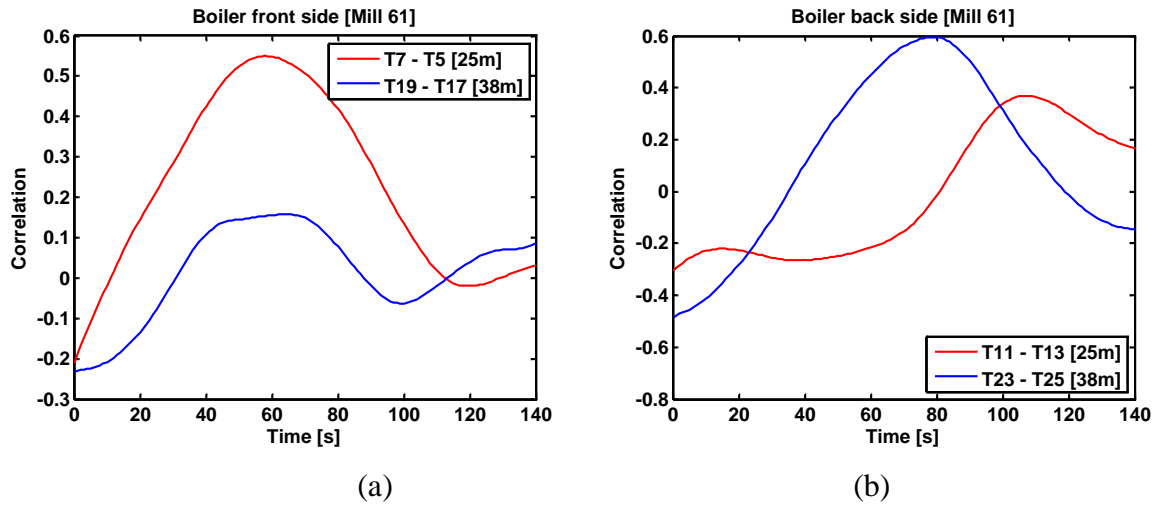 Boiler front side [Mill 61]
0.6
0.5
0.4
0.3
0.2
0.1
0
-0.1
-0.2
-0.3
Correlation
T7 - T5 [25m]
T19 - T17 [38m]
0 20 40 60 80 100 120 140
Time [s]
(a)
Boiler back side [Mill 61]
0.6
0.4
0.2
0
-0.2
-0.4
-0.6
-0.8
Correlation
T11 - T13 [25m]
T23 - T25 [38m]
0 20 40 60 80 100 120 140
Time [s]
(b)